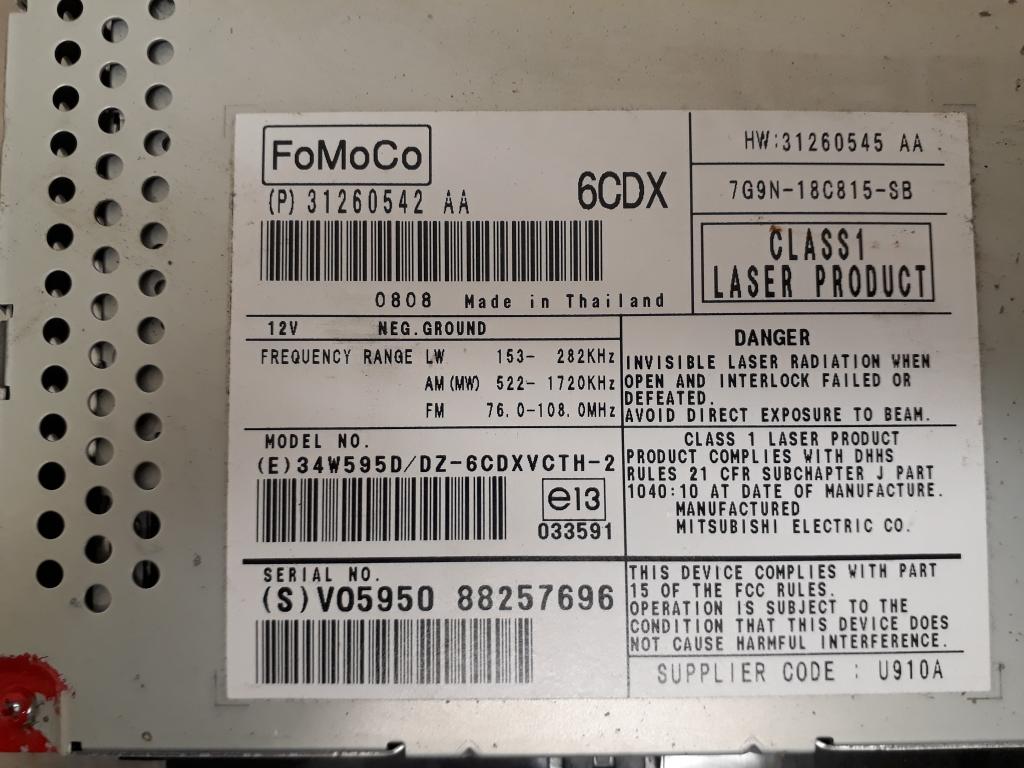 FoMoCo
(P) 31260542 AA
6CDX
0808 Made in Thailand
HW:31260545 AA.
7G9N-18C815-SB
CLASS1
LASER PRODUCT
12V NEG.GROUND
FREQUENCY RANGE LW 153- 282KHz
AM(MW) 522- 1720KHz
FM 76.0-108.0MHz
DANGER
INVISIBLE LASER RADIATION WHEN
OPEN AND INTERLOCK FAILED OR
DEFEATED.
AVOID DIRECT EXPOSURE TO BEAM.
MODEL NO.
(E)34W595D/DZ-6CDXVCTH-2
e13
033591
CLASS 1 LASER PRODUCT
PRODUCT COMPLIES WITH DHHS
RULES 21 CFR SUBCHAPTER J PART
1040:10 AT DATE OF MANUFACTURE.
MANUFACTURED
MITSUBISHI ELECTRIC CO.
SERIAL NO.
(S)VO5950 88257696
THIS DEVICE COMPLIES WITH PART
15 OF THE FCC RULES.
OPERATION IS SUBJECT TO THE
CONDITION THAT THIS DEVICE DOES
NOT CAUSE HARMFUL INTERFERENCE.
SUPPLIER CODE : U910A